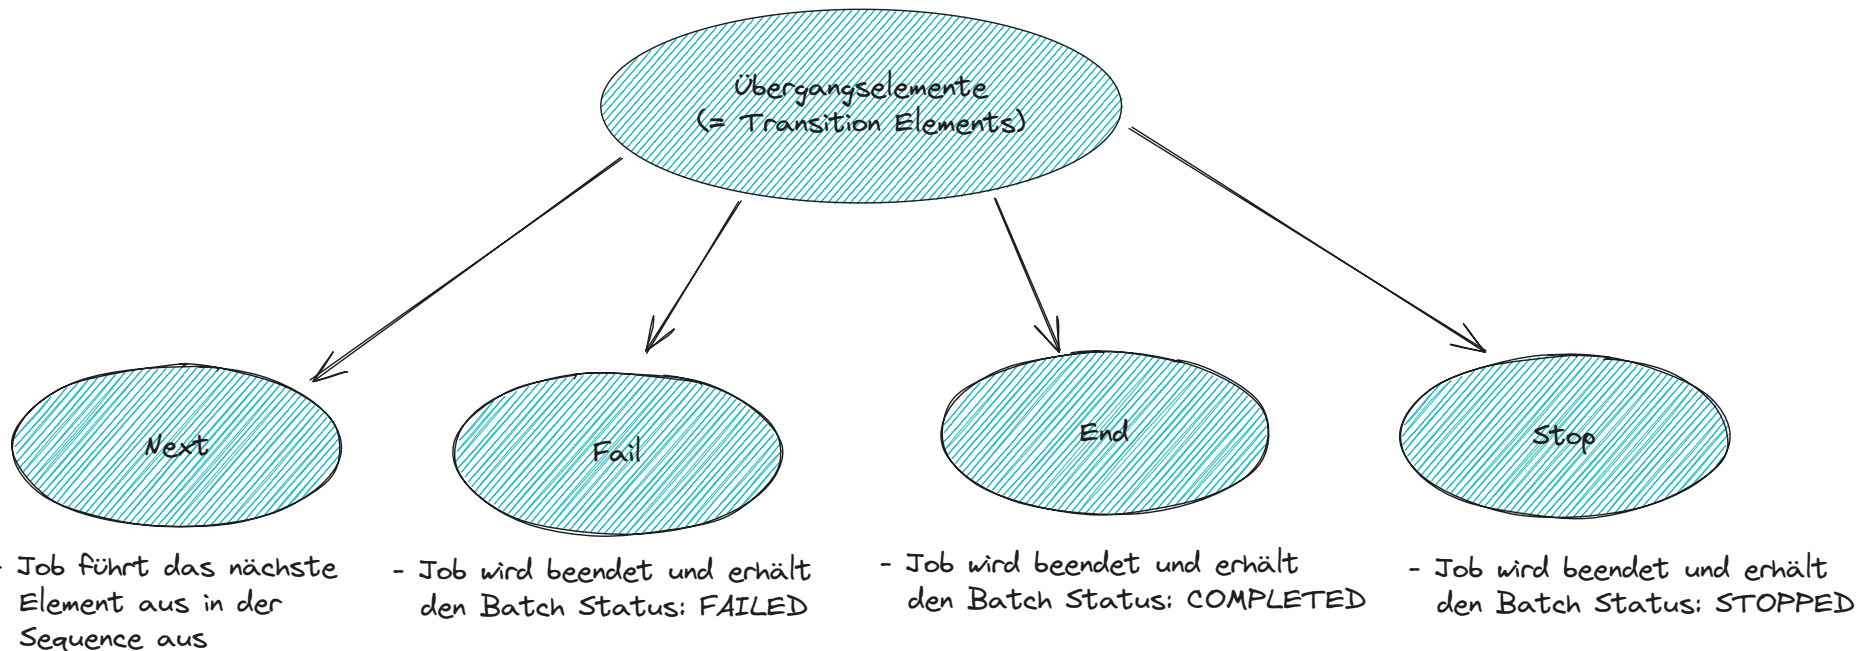 Übergangselemente
(= Transition Elements)
Next
Fail
End
Stop
- Job führt das nächste
Element aus in der
Sequence aus
- Job wird beendet und erhält
den Batch Status: FAILED
- Job wird beendet und erhält
den Batch Status: COMPLETED
- Job wird beendet und erhält
den Batch Status: STOPPED